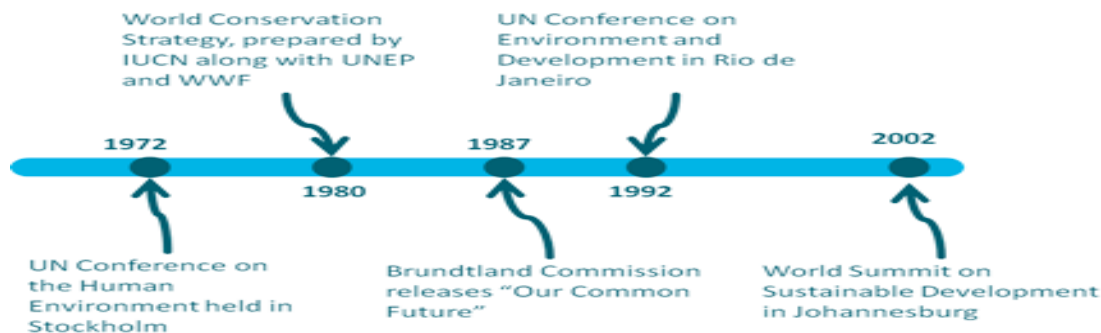 World Conservation
Strategy, prepared by
IUCN along with UNEP
and WWF
UN Conference on
Environment and
Development in Rio de
Janeiro
1972
1980
1987
1992
2002
UN Conference on
the Human
Environment held in
Stockholm
Brundtland Commission
releases “Our Common
Future”
World Summit on
Sustainable Development
in Johannesburg